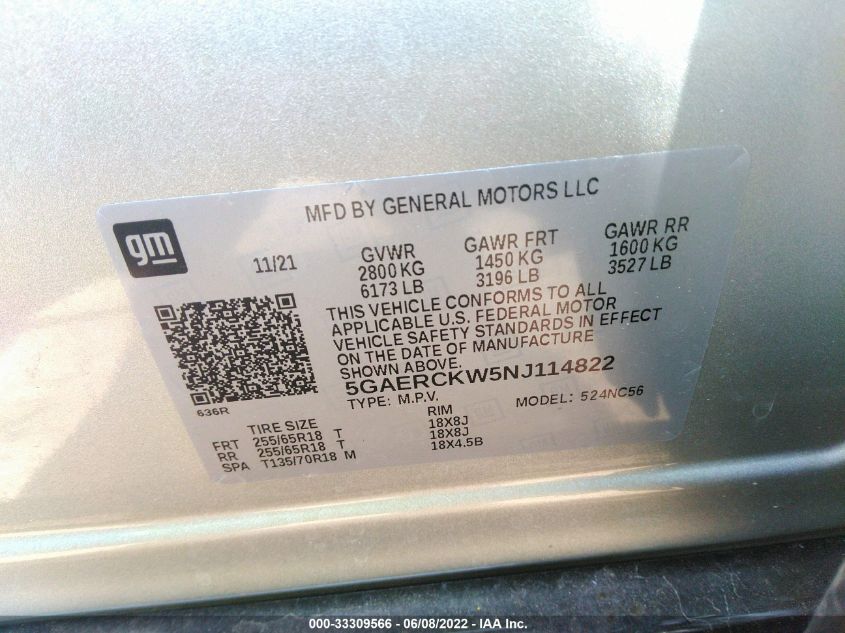 MFD BY GENERAL MOTORS LLC
gm
11/21
GVWR
2800 KG
6173 LB
GAWR FRT
1450 KG
3196 LB
GAWR RR
1600 KG
3527 LB
THIS VEHICLE CONFORMS TO ALL
APPLICABLE U.S. FEDERAL MOTOR
VEHICLE SAFETY STANDARDS IN EFFECT
ON THE DATE OF MANUFACTURE
SHOWN ABOVE.
5GAERCKW5NJ114822
TYPE: M.P.V.
MODEL: 524NC56
636R
TIRE SIZE
RIM
FRT 255/65R18 T 18X8J
RR 255/65R18 T 18X8J
SPA T135/70R18 M 18X4.5B
000-33309566 - 06/08/2022 - IAA Inc.